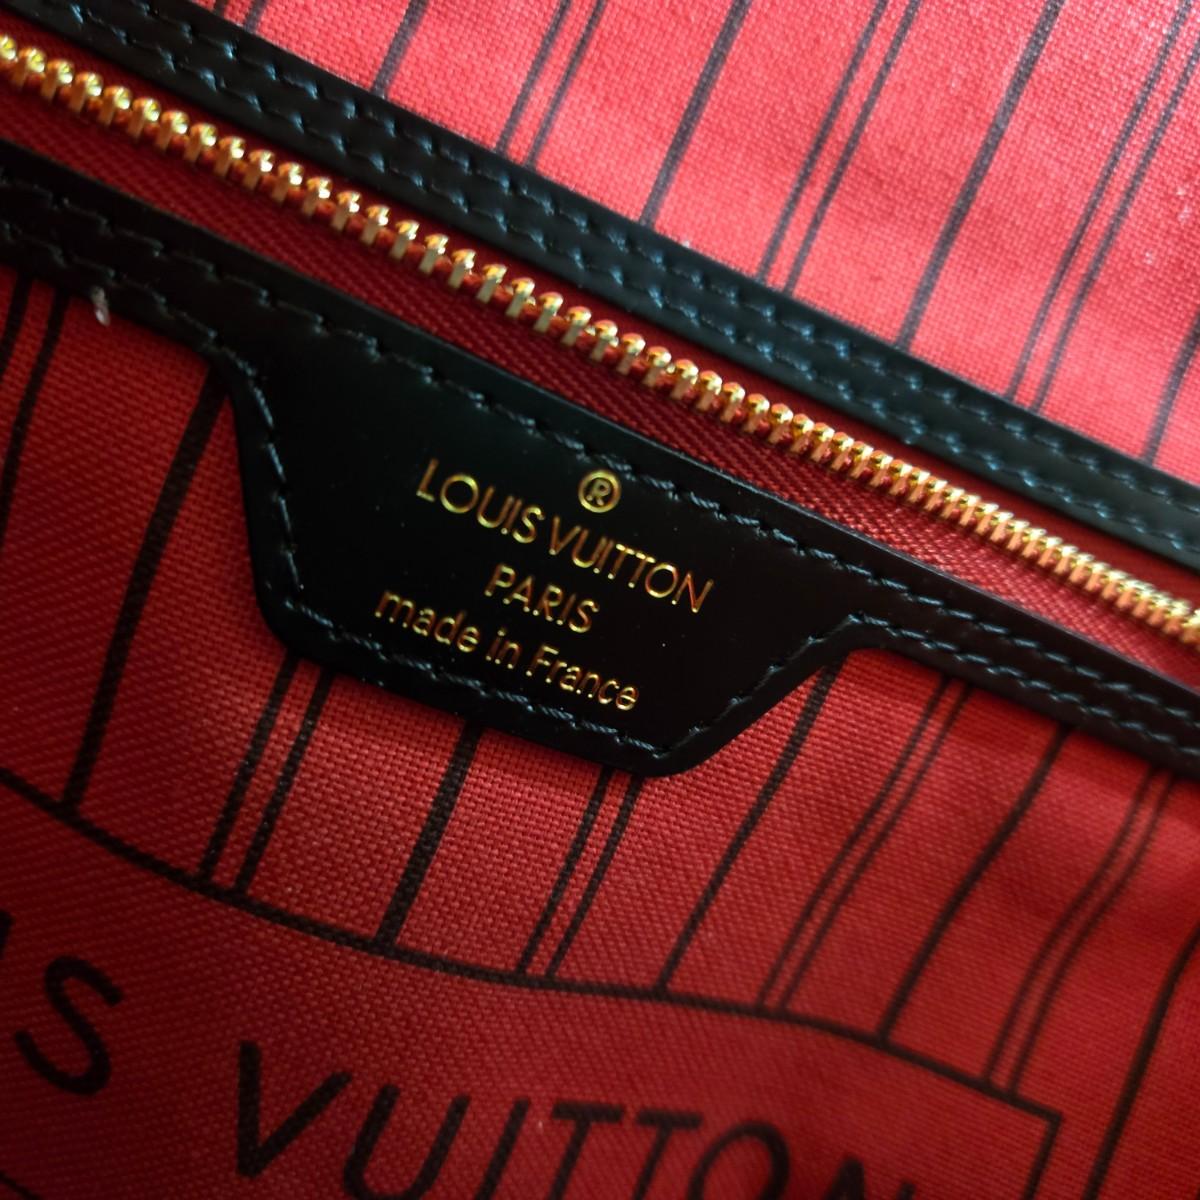 ®
LOUIS VUITTON
PARIS
made in France
IS VUITTON